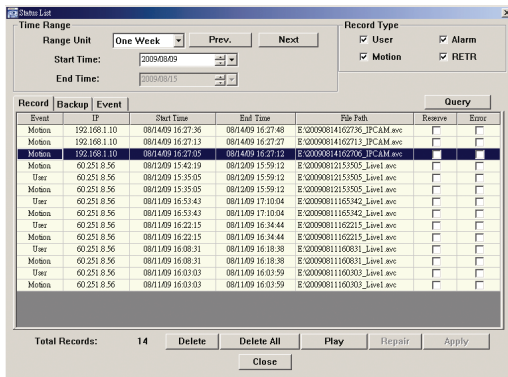 Status List
Time Range
Record Type
Range Unit One Week Prev. Next
User Alarm
Start Time: 2009/08/09
Motion RETR
End Time: 2009/08/15
Record Backup Event
Query
Event IP Start Time End Time File Path Reserve Error
Motion 192.168.1.10 08/14/09 16:27:36 08/14/09 16:27:48 E:\20090814162736_IPCAM.avc
Motion 192.168.1.10 08/14/09 16:27:13 08/14/09 16:27:27 E:\20090814162713_IPCAM.avc
Motion 192.168.1.10 08/14/09 16:27:05 08/14/09 16:27:12 E:\20090814162706_IPCAM.avc
Motion 60.251.8.56 08/12/09 15:42:19 08/12/09 15:59:12 E:\20090812153505_Live1.avc
User 60.251.8.56 08/12/09 15:35:05 08/12/09 15:59:12 E:\20090812153505_Live1.avc
Motion 60.251.8.56 08/12/09 15:35:05 08/12/09 15:59:12 E:\20090812153505_Live1.avc
User 60.251.8.56 08/11/09 16:53:43 08/11/09 17:10:04 E:\20090811165342_Live1.avc
Motion 60.251.8.56 08/11/09 16:53:43 08/11/09 17:10:04 E:\20090811165342_Live1.avc
User 60.251.8.56 08/11/09 16:22:15 08/11/09 16:34:44 E:\20090811162215_Live1.avc
Motion 60.251.8.56 08/11/09 16:22:15 08/11/09 16:34:44 E:\20090811162215_Live1.avc
User 60.251.8.56 08/11/09 16:08:31 08/11/09 16:18:38 E:\20090811160831_Live1.avc
Motion 60.251.8.56 08/11/09 16:08:31 08/11/09 16:18:38 E:\20090811160831_Live1.avc
User 60.251.8.56 08/11/09 16:03:03 08/11/09 16:03:59 E:\20090811160303_Live1.avc
Motion 60.251.8.56 08/11/09 16:03:03 08/11/09 16:03:59 E:\20090811160303_Live1.avc
Total Records: 14 Delete Delete All Play Repair Apply
Close